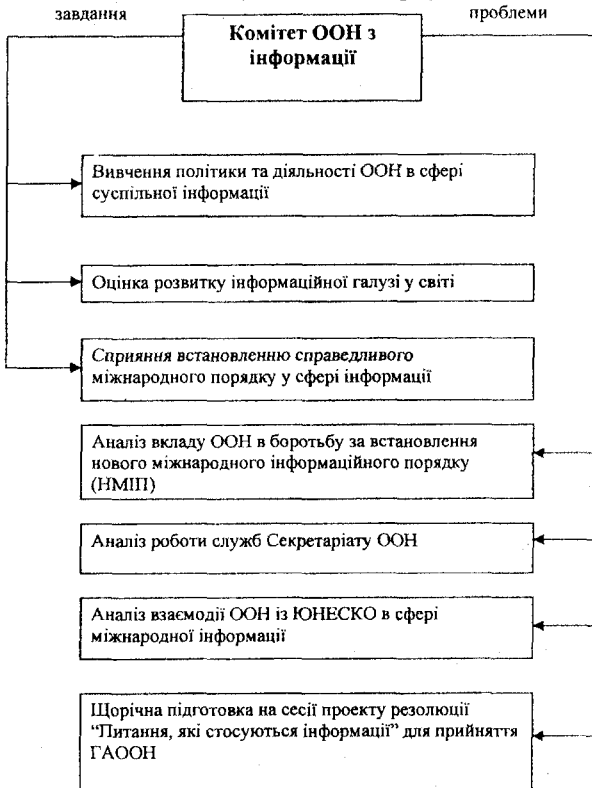 завдання
проблеми
Комітет ООН з
інформації
Вивчення політики та діяльності ООН в сфері
суспільної інформації
Оцінка розвитку інформаційної галузі у світі
Сприяння встановленню справедливого
міжнародного порядку у сфері інформації
Аналіз вкладу ООН в боротьбу за встановлення
нового міжнародного інформаційного порядку
(НМІП)
Аналіз роботи служб Секретаріату ООН
Аналіз взаємодії ООН із ЮНЕСКО в сфері
міжнародної інформації
Щорічна підготовка на сесії проекту резолюції
“Питання, які стосуються інформації” для прийняття
ГАООН